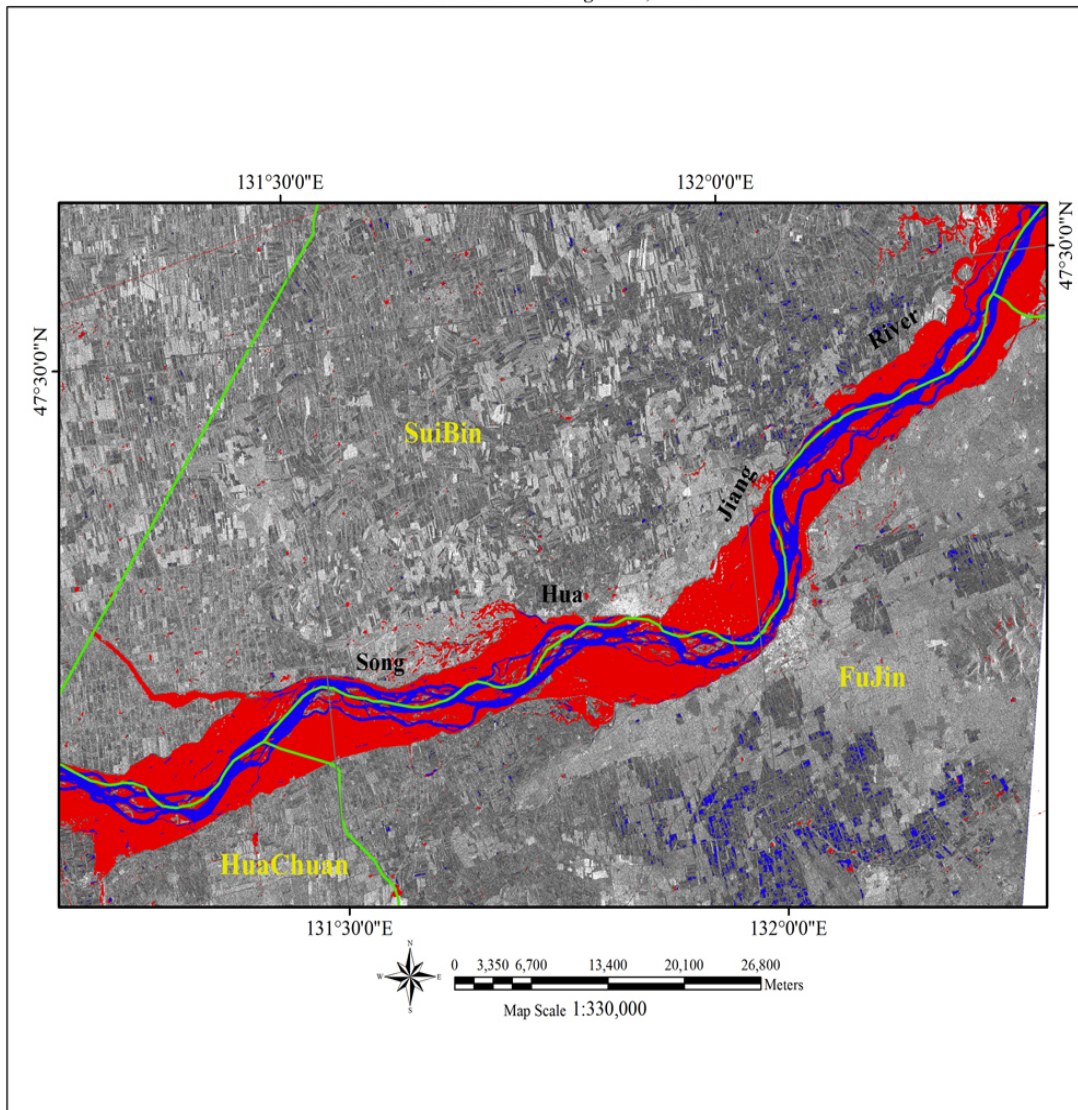 131°30'0"E
132°0'0"E
47°30'0"N
47°30'0"N
River
SuiBin
Jiang
Hua
Song
FuJin
HuaChuan
131°30'0"E
132°0'0"E
N
W
E
S
0 3,350 6,700 13,400 20,100 26,800
Meters
Map Scale 1:330,000